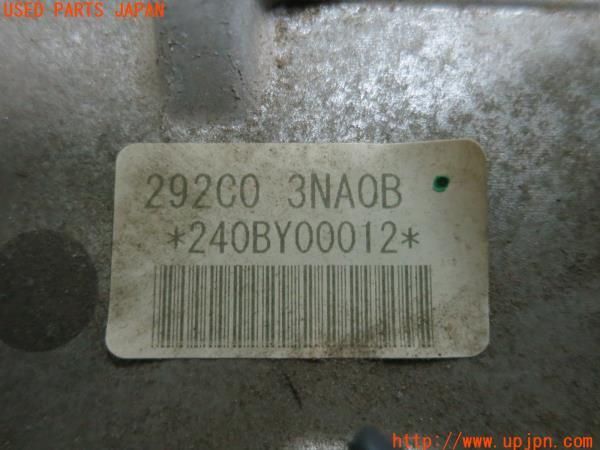 USED PARTS JAPAN
292C0 3NA0B
*240BY00012*
http://www.upjpn.com/